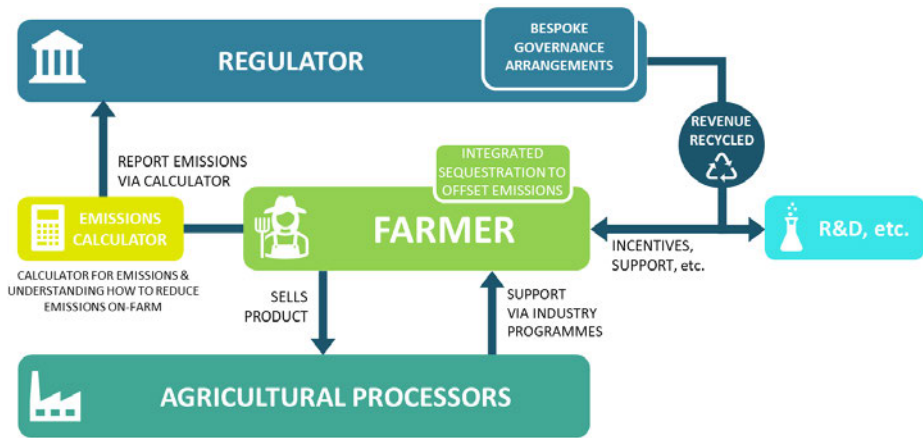 REGULATOR
BESPOKE
GOVERNANCE
ARRANGEMENTS
REVENUE
RECYCLED
REPORT EMISSIONS
VIA CALCULATOR
INTEGRATED
SEQUESTRATION TO
OFFSET EMISSIONS
EMISSIONS
CALCULATOR
FARMER
R&D, etc.
INCENTIVES,
SUPPORT, etc.
CALCULATOR FOR EMISSIONS &
UNDERSTANDING HOW TO REDUCE
EMISSIONS ON-FARM
SELLS
PRODUCT
SUPPORT
VIA INDUSTRY
PROGRAMMES
AGRICULTURAL PROCESSORS